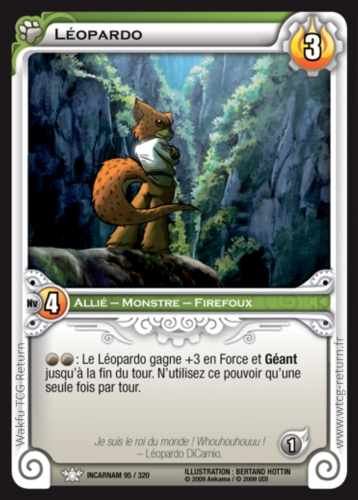 LÉOPARDO
3
Nv 4
ALLIÉ – MONSTRE – FIREFOUX
: Le Léopardo gagne +3 en Force et Géant
jusqu'à la fin du tour. N'utilisez ce pouvoir qu'une
seule fois par tour.
Je suis le roi du monde ! Whouhouhouuu !
– Léopardo DiCarnio.
1
INCARNAM 95 / 320
ILLUSTRATION : BERTRAND HOTTIN
© 2009 Ankama / © 2009 UDI
Wakfu TCG Return
www.wtcg-return.fr